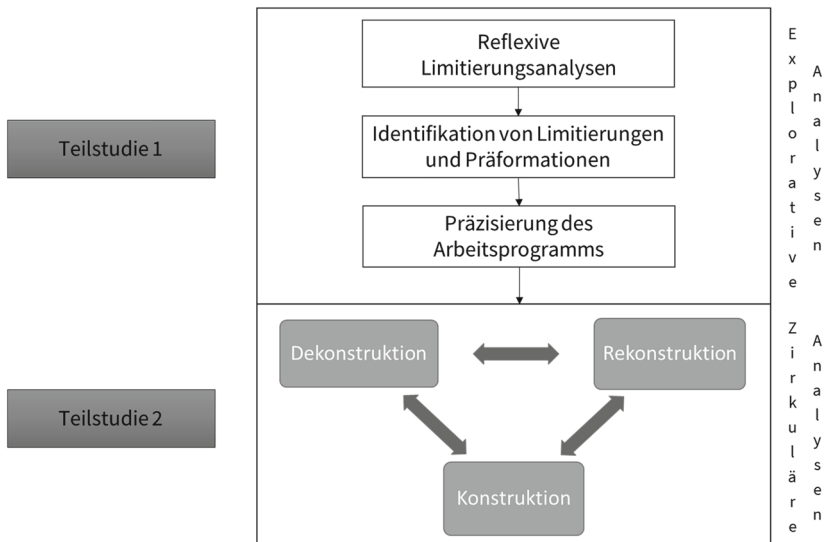 Reflexive
Limitierungsanalysen
Teilstudie 1
Identifikation von Limitierungen
und Präformationen
Präzisierung des
Arbeitsprogramms
Explorative
Analysen
Dekonstruktion
Rekonstruktion
Teilstudie 2
Konstruktion
Zirkuläre
Analysen